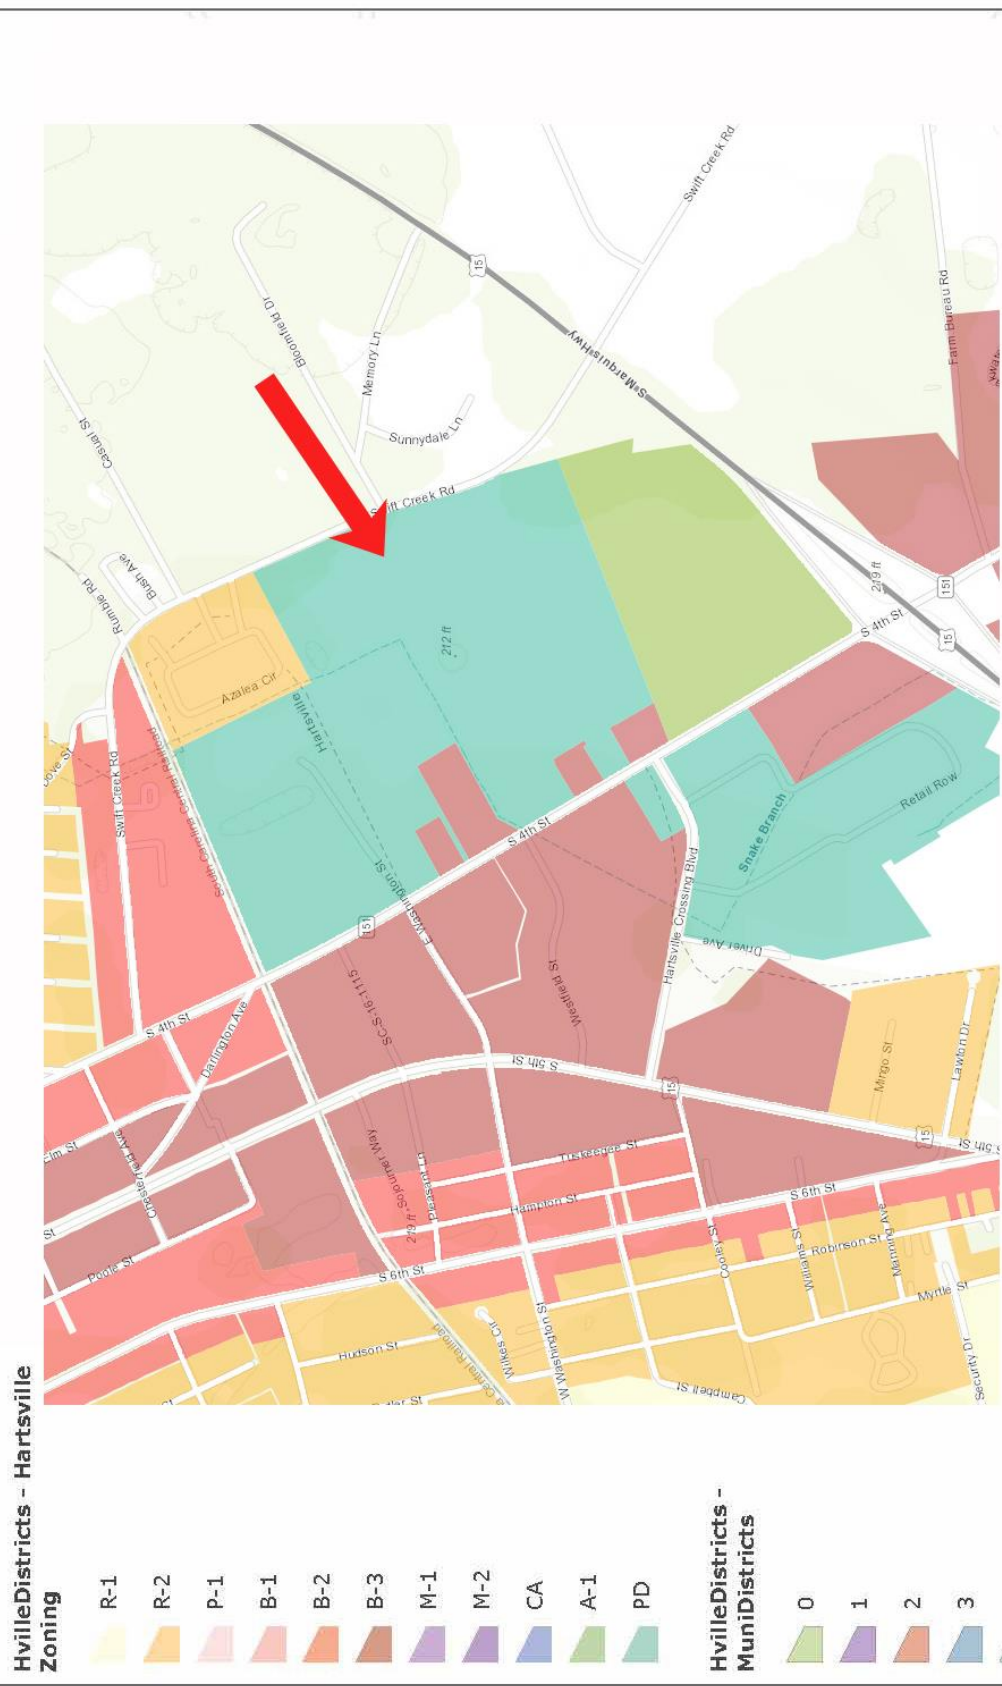 HvilleDistricts - Hartsville
Zoning
R-1
R-2
P-1
B-1
B-2
B-3
M-1
M-2
CA
A-1
PD
HvilleDistricts -
MuniDistricts
0
1
2
3
Casual St
Rumble Rd
Bush Ave
Bloomfield Dr
Memory Ln
Sunnydale Ln
Swift Creek Rd
15
S Marquis Hwy
Farm Bureau Rd
Swift Creek Rd
Azalea Cir
212 ft
Hartsville
Dove St
Swift Creek Rd
South Carolina Central Railroad
219 ft
151
15
S 4th St
Retail Row
Snake Branch
S 4th St
E Washington St
151
Hartsville Crossing Blvd
Driver Ave
SC-S-16-1115
Westfield St
S 4th St
Darlington Ave
S 5th St
15
Mingo St
Lawton Dr
Elm St
Chesterfield Ave
St
Poole St
Sojourner Way
219 ft
Pleasant Ln
Tuskegee St
Hampton St
15
S 5th St
S 6th St
S 6th St
Cooley St
Williams St
Robinson St
Manning Ave
Myrtle St
Hudson St
Central Railroad
Wilkes Cir
W Washington St
Campbell St
Security Dr